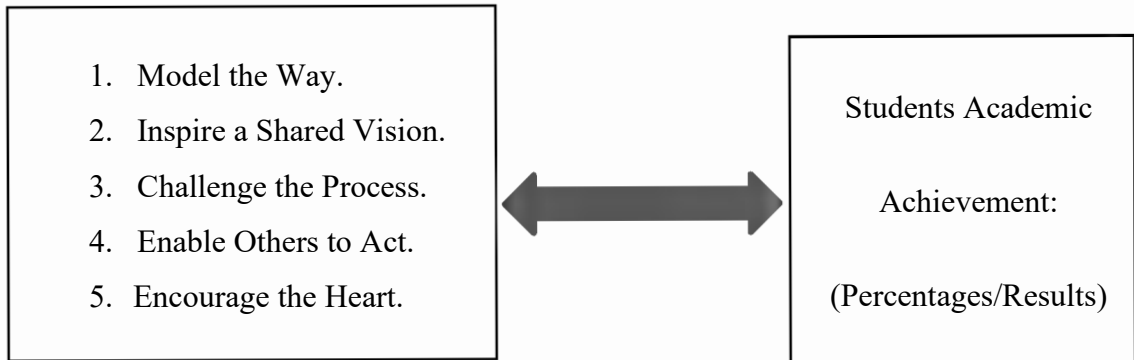 1. Model the Way.
2. Inspire a Shared Vision.
3. Challenge the Process.
4. Enable Others to Act.
5. Encourage the Heart.
Students Academic
Achievement:
(Percentages/Results)